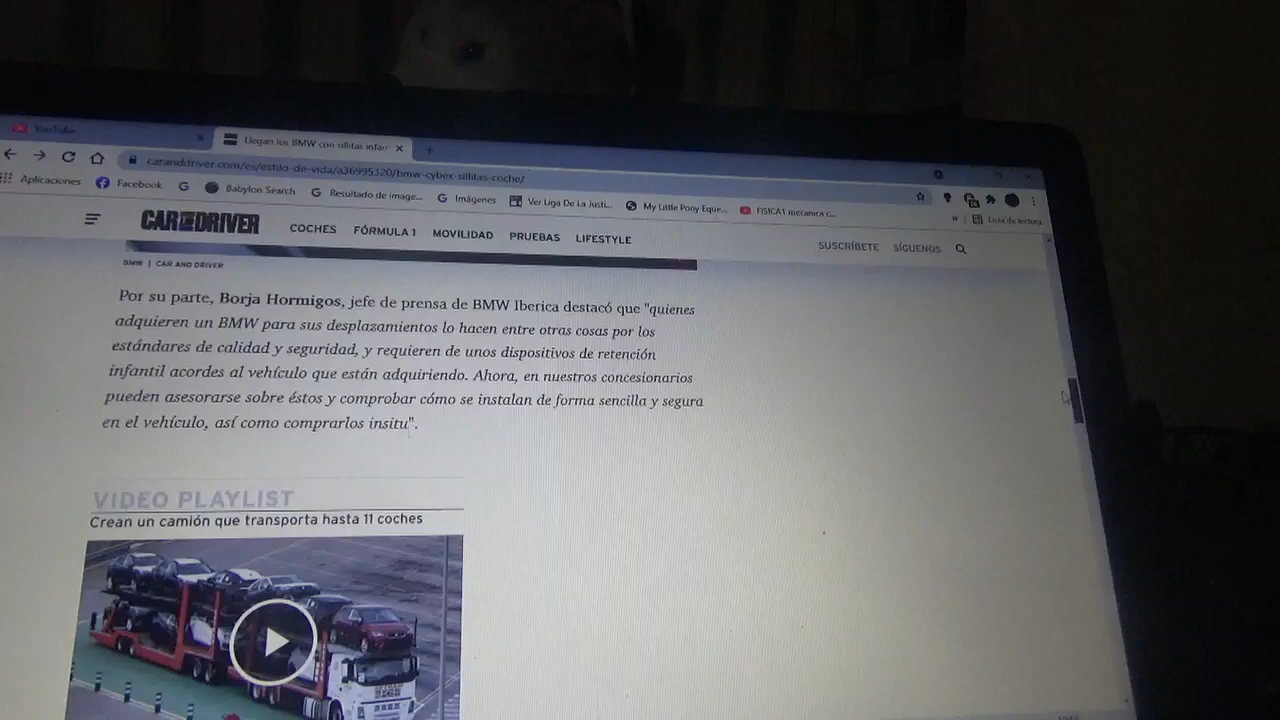 YouTube
Llegan los BMW con sillitas infan
caranddriver.com/es/estilo-de-vida/a36995320/bmw-cybex-sillitas-coche/
Aplicaciones Facebook Babylon Search Resultado de image... Imágenes Ver Liga De La Justi... My Little Pony Eque... FISICA1 mecanica c... » Lista de lectura
CAR AND DRIVER COCHES FÓRMULA 1 MOVILIDAD PRUEBAS LIFESTYLE SUSCRÍBETE SÍGUENOS
BMW | CAR AND DRIVER
Por su parte, Borja Hormigos, jefe de prensa de BMW Iberica destacó que "quienes
adquieren un BMW para sus desplazamientos lo hacen entre otras cosas por los
estándares de calidad y seguridad, y requieren de unos dispositivos de retención
infantil acordes al vehículo que están adquiriendo. Ahora, en nuestros concesionarios
pueden asesorarse sobre éstos y comprobar cómo se instalan de forma sencilla y segura
en el vehículo, así como comprarlos insitu".
VIDEO PLAYLIST
Crean un camión que transporta hasta 11 coches